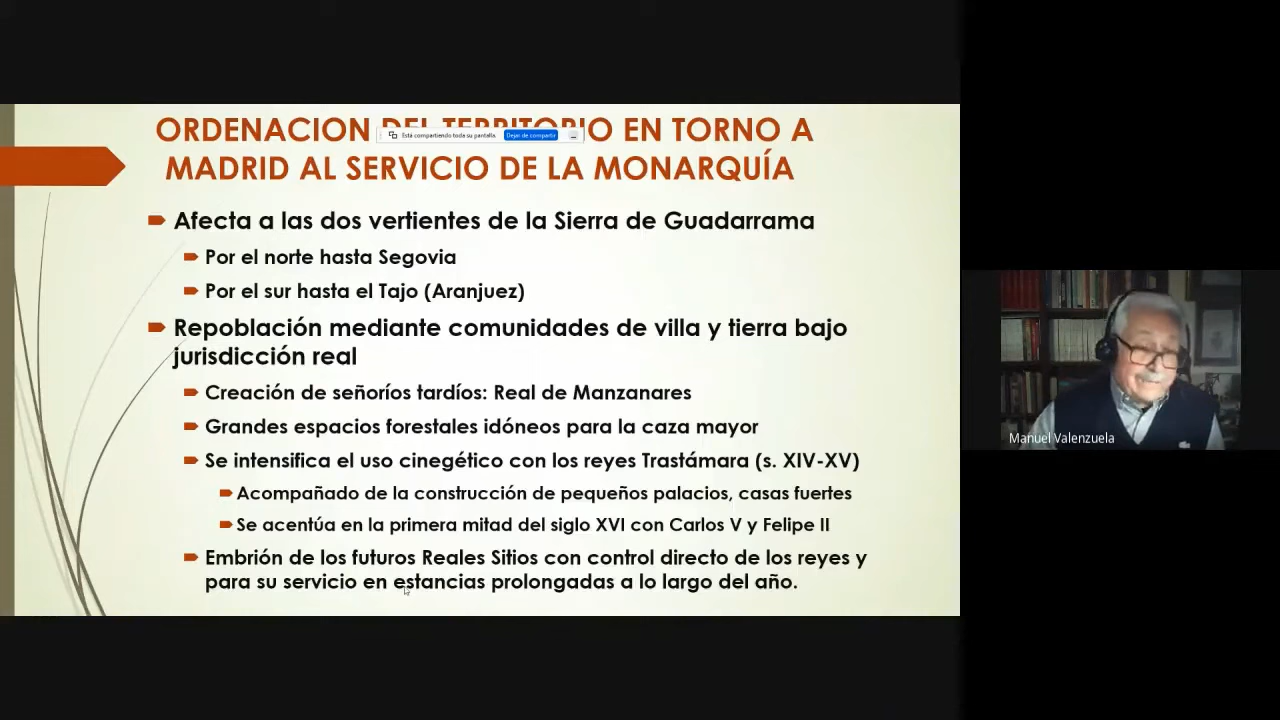 ORDENACION DEL TERRITORIO EN TORNO A
Está compartiendo toda su pantalla. Dejar de compartir
MADRID AL SERVICIO DE LA MONARQUÍA
Afecta a las dos vertientes de la Sierra de Guadarrama
Por el norte hasta Segovia
Por el sur hasta el Tajo (Aranjuez)
Repoblación mediante comunidades de villa y tierra bajo
jurisdicción real
Creación de señoríos tardíos: Real de Manzanares
Grandes espacios forestales idóneos para la caza mayor
Se intensifica el uso cinegético con los reyes Trastámara (s. XIV-XV)
Acompañado de la construcción de pequeños palacios, casas fuertes
Se acentúa en la primera mitad del siglo XVI con Carlos V y Felipe II
Embrión de los futuros Reales Sitios con control directo de los reyes y
para su servicio en estancias prolongadas a lo largo del año.
Manuel Valenzuela